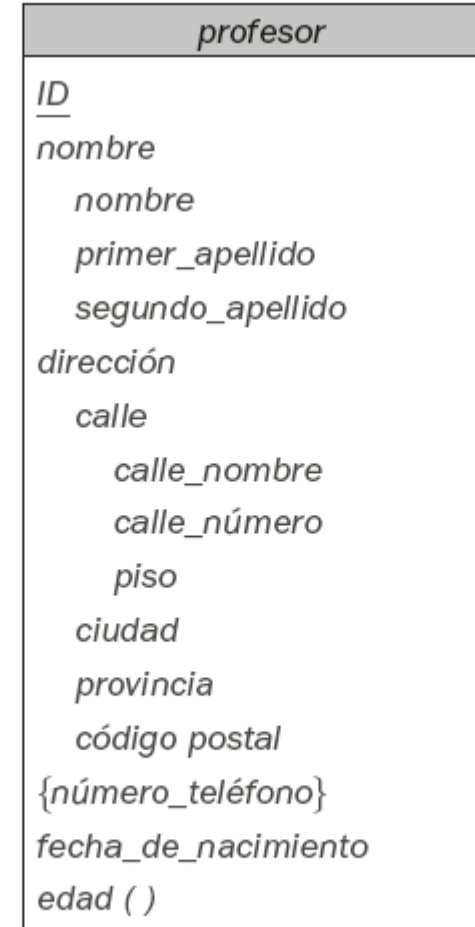 profesor
ID
nombre
nombre
primer_apellido
segundo_apellido
dirección
calle
calle_nombre
calle_número
piso
ciudad
provincia
código postal
{número_teléfono}
fecha_de_nacimiento
edad ( )